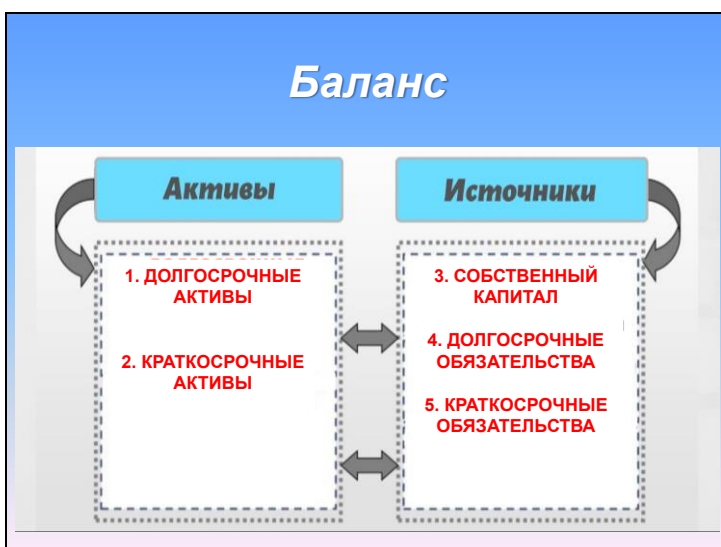 Баланс
Активы
Источники
1. ДОЛГОСРОЧНЫЕ
АКТИВЫ
2. КРАТКОСРОЧНЫЕ
АКТИВЫ
3. СОБСТВЕННЫЙ
КАПИТАЛ
4. ДОЛГОСРОЧНЫЕ
ОБЯЗАТЕЛЬСТВА
5. КРАТКОСРОЧНЫЕ
ОБЯЗАТЕЛЬСТВА